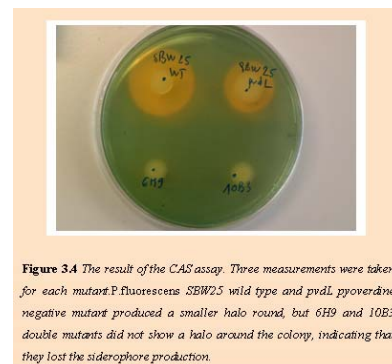 SBW25
WT
SBW25
pvdL
6H9
10B3
Figure 3.4 The result of the CAS assay. Three measurements were taken
for each mutant.P.fluorescens SBW25 wild type and pvdL pyoverdine
negative mutant produced a smaller halo round, but 6H9 and 10B3
double mutants did not show a halo around the colony, indicating that
they lost the siderophore production.